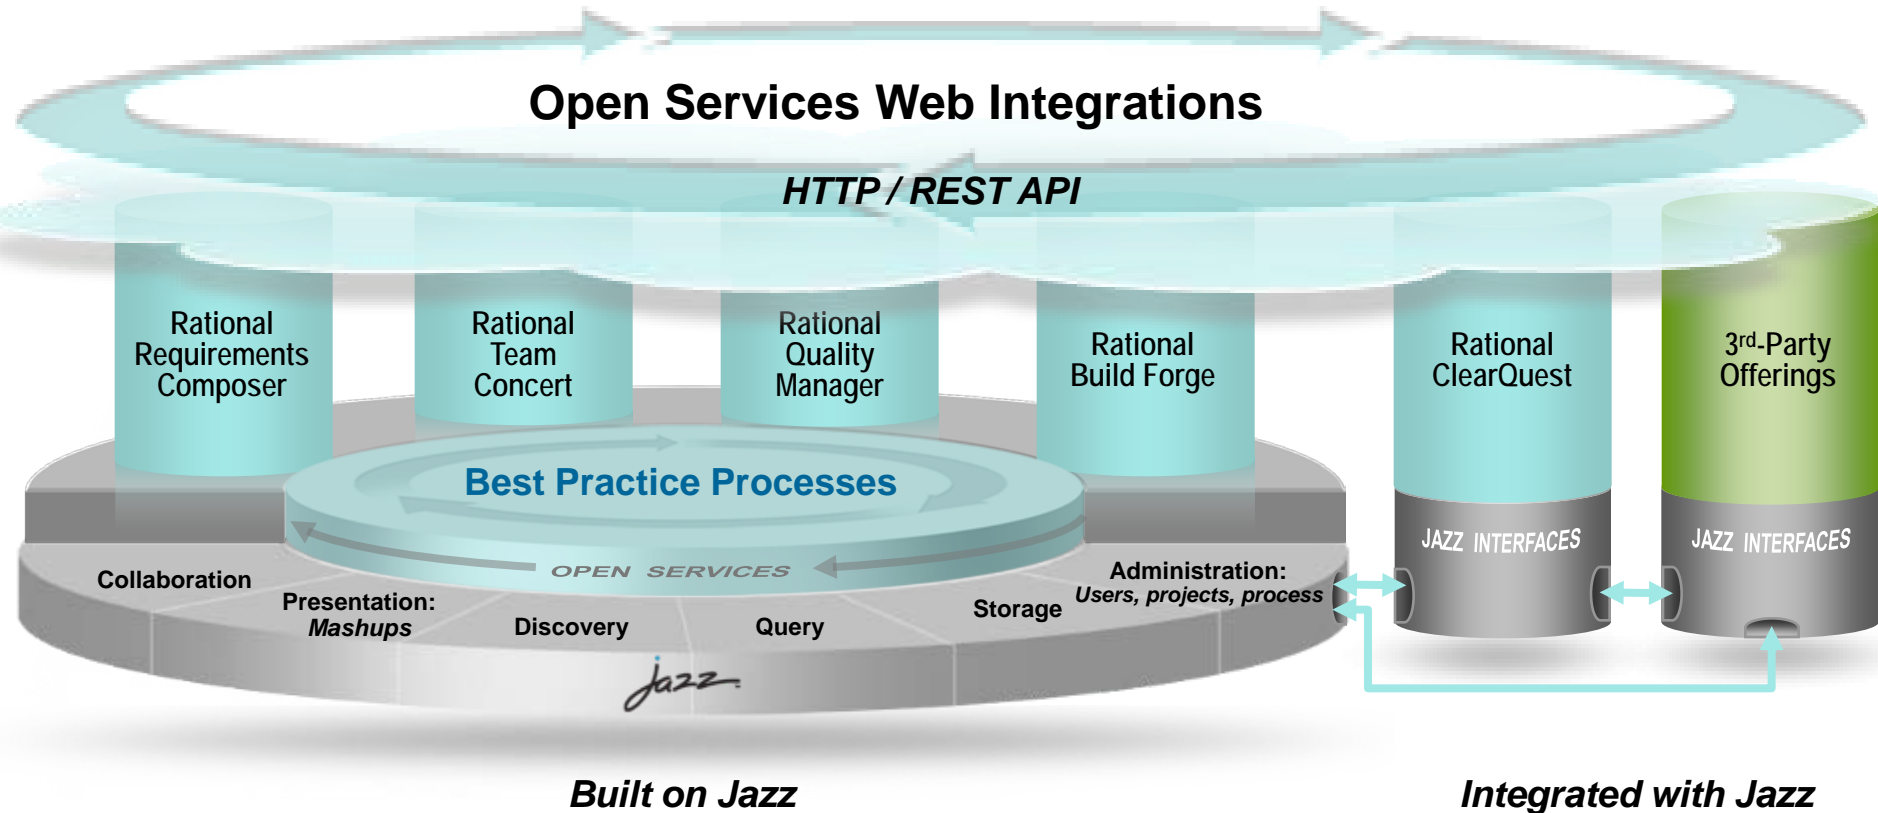 Open Services Web Integrations
HTTP / REST API
Rational
Requirements
Composer
Rational
Team
Concert
Rational
Quality
Manager
Rational
Build Forge
Rational
ClearQuest
3rd-Party
Offerings
Best Practice Processes
OPEN SERVICES
JAZZ INTERFACES
JAZZ INTERFACES
Collaboration
Presentation:
Mashups
Discovery
Query
Storage
Administration:
Users, projects, process
jazz
Built on Jazz
Integrated with Jazz